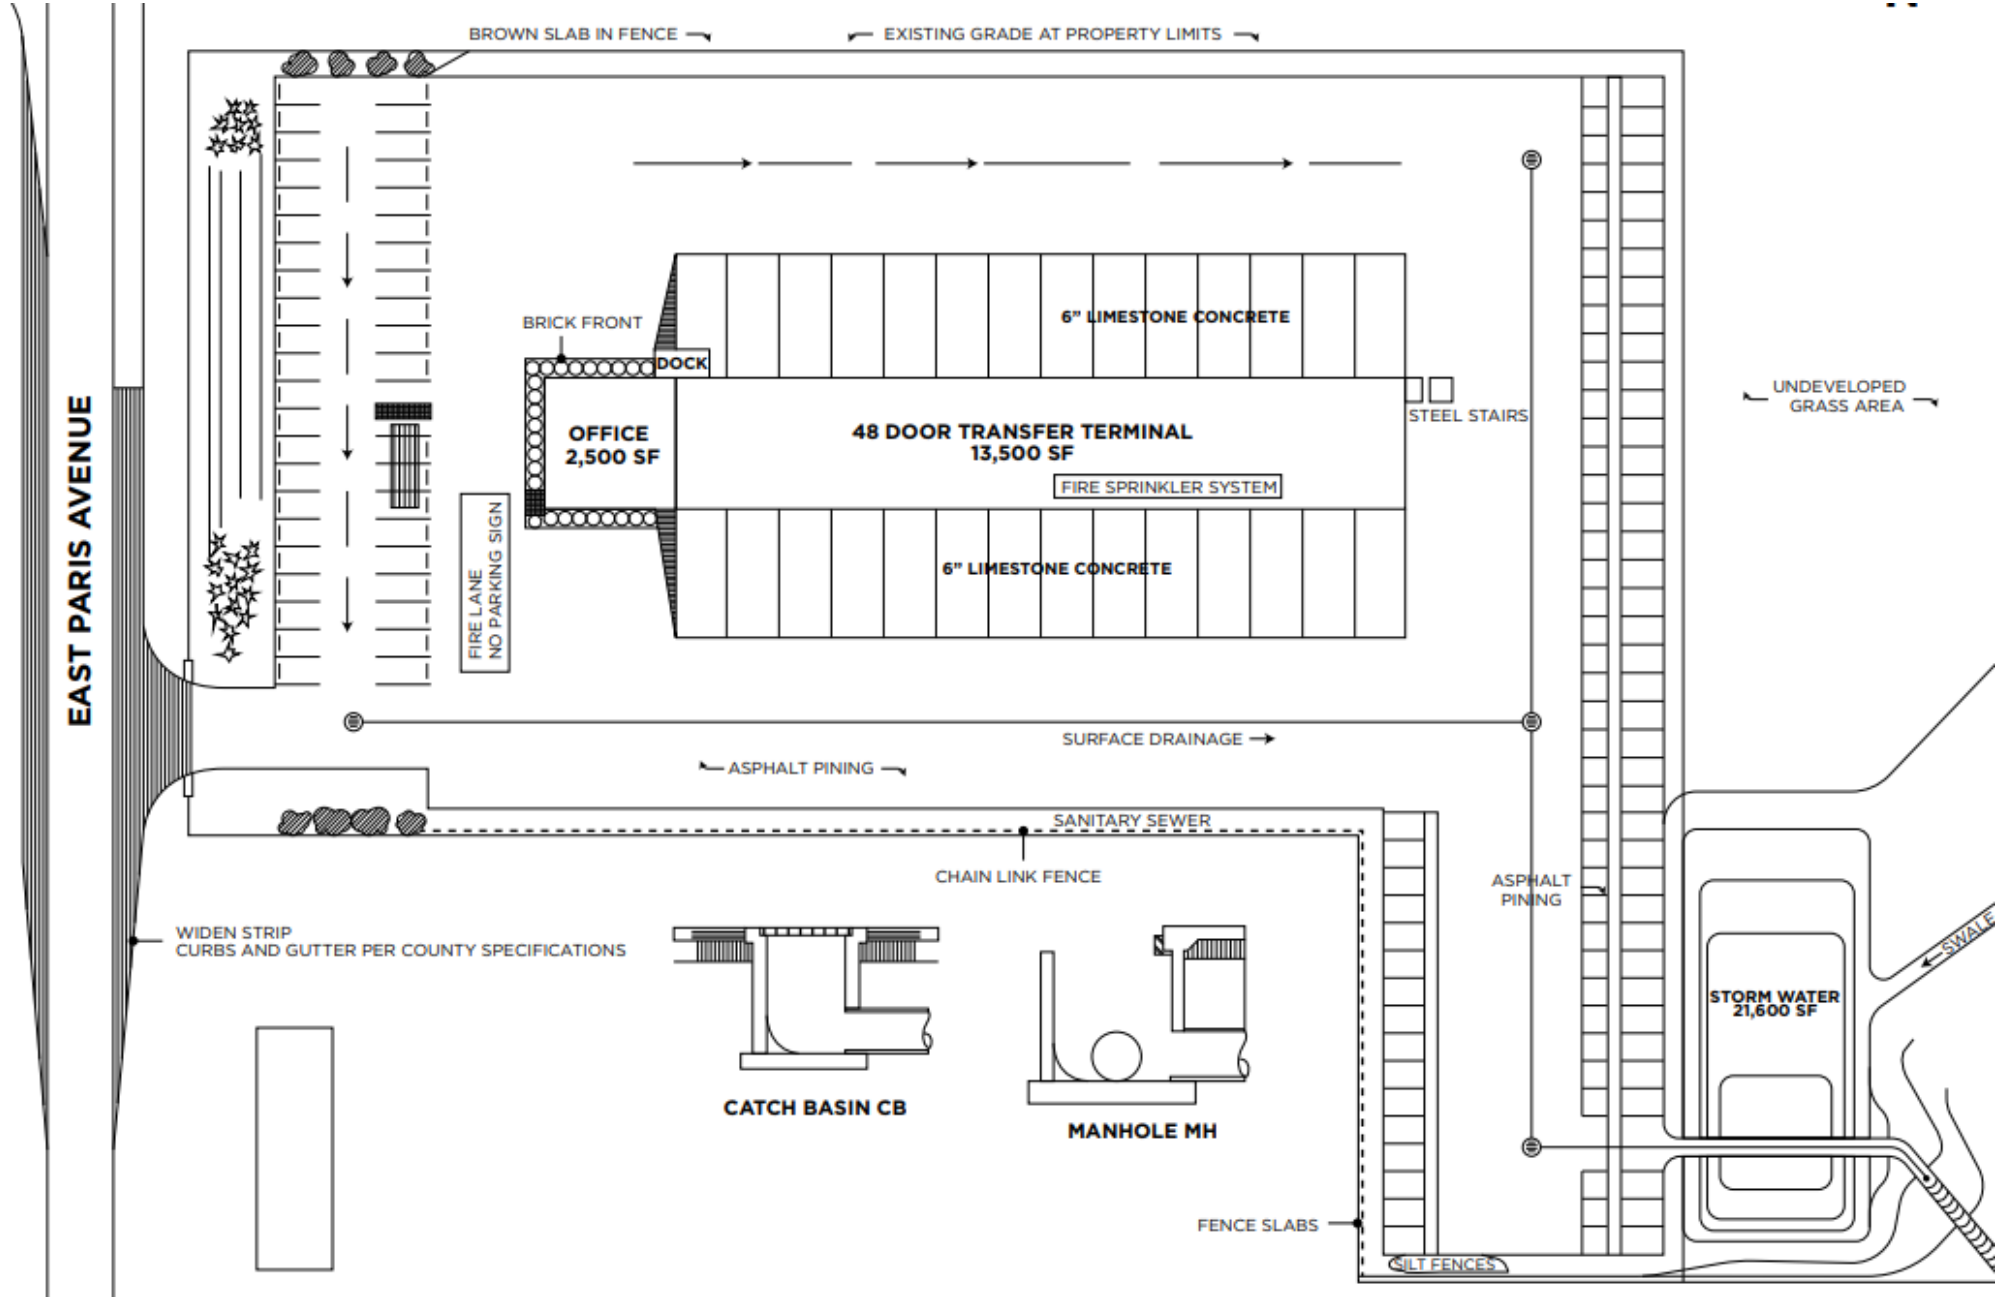 BROWN SLAB IN FENCE
EXISTING GRADE AT PROPERTY LIMITS
6” LIMESTONE CONCRETE
BRICK FRONT
DOCK
UNDEVELOPED
GRASS AREA
STEEL STAIRS
OFFICE
2,500 SF
48 DOOR TRANSFER TERMINAL
13,500 SF
FIRE SPRINKLER SYSTEM
EAST PARIS AVENUE
FIRE LANE
NO PARKING SIGN
6” LIMESTONE CONCRETE
SURFACE DRAINAGE
ASPHALT PINING
SANITARY SEWER
CHAIN LINK FENCE
ASPHALT
PINING
WIDEN STRIP
CURBS AND GUTTER PER COUNTY SPECIFICATIONS
SWALE
STORM WATER
21,600 SF
CATCH BASIN CB
MANHOLE MH
FENCE SLABS
SILT FENCES